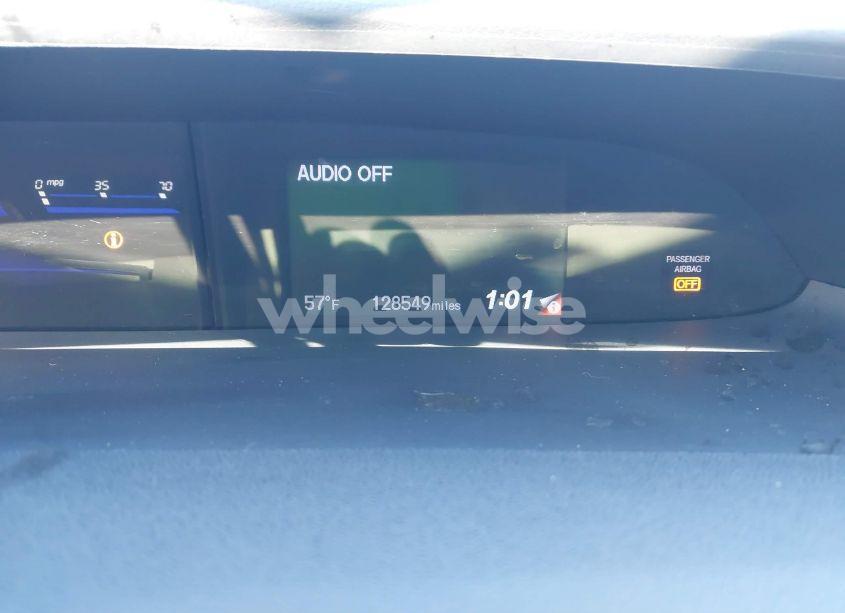 AUDIO OFF
0 mpg 35 70
PASSENGER
AIRBAG
OFF
57°F 128549 miles 1:01
wheelwise